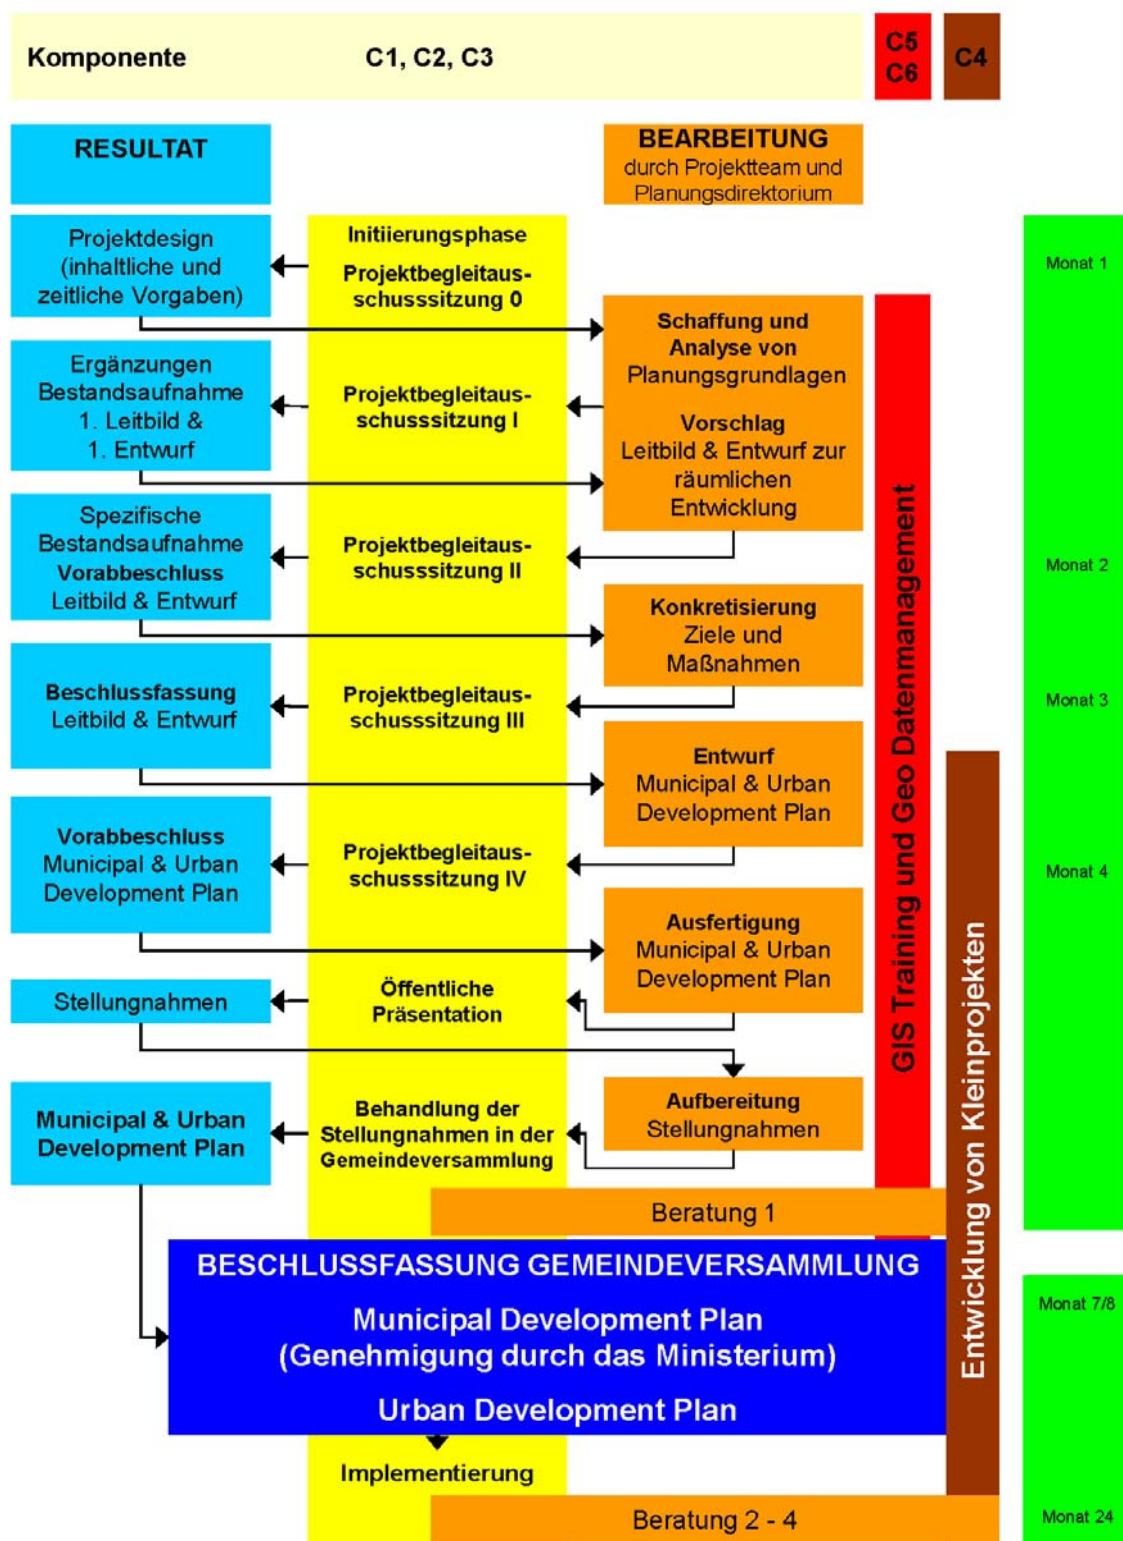 Komponente
C1, C2, C3
C5
C6
C4
RESULTAT
BEARBEITUNG
durch Projektteam und
Planungsdirektorium
Projektdesign
(inhaltliche und
zeitliche Vorgaben)
Initiierungsphase
Projektbegleitaus-
schusssitzung 0
Monat 1
Schaffung und
Analyse von
Planungsgrundlagen
Vorschlag
Leitbild & Entwurf zur
räumlichen
Entwicklung
Ergänzungen
Bestandsaufnahme
1. Leitbild &
1. Entwurf
Projektbegleitaus-
schusssitzung I
Spezifische
Bestandsaufnahme
Vorabbeschluss
Leitbild & Entwurf
Projektbegleitaus-
schusssitzung II
Monat 2
Konkretisierung
Ziele und
Maßnahmen
Beschlussfassung
Leitbild & Entwurf
Projektbegleitaus-
schusssitzung III
Monat 3
Entwurf
Municipal & Urban
Development Plan
Vorabbeschluss
Municipal & Urban
Development Plan
Projektbegleitaus-
schusssitzung IV
Monat 4
Ausfertigung
Municipal & Urban
Development Plan
Stellungnahmen
Öffentliche
Präsentation
Aufbereitung
Stellungnahmen
Municipal & Urban
Development Plan
Behandlung der
Stellungnahmen in der
Gemeindeversammlung
GIS Training und Geo Datenmanagement
Entwicklung von Kleinprojekten
Beratung 1
BESCHLUSSFASSUNG GEMEINDEVERSAMMLUNG
Municipal Development Plan
(Genehmigung durch das Ministerium)
Urban Development Plan
Monat 7/8
Implementierung
Beratung 2 - 4
Monat 24